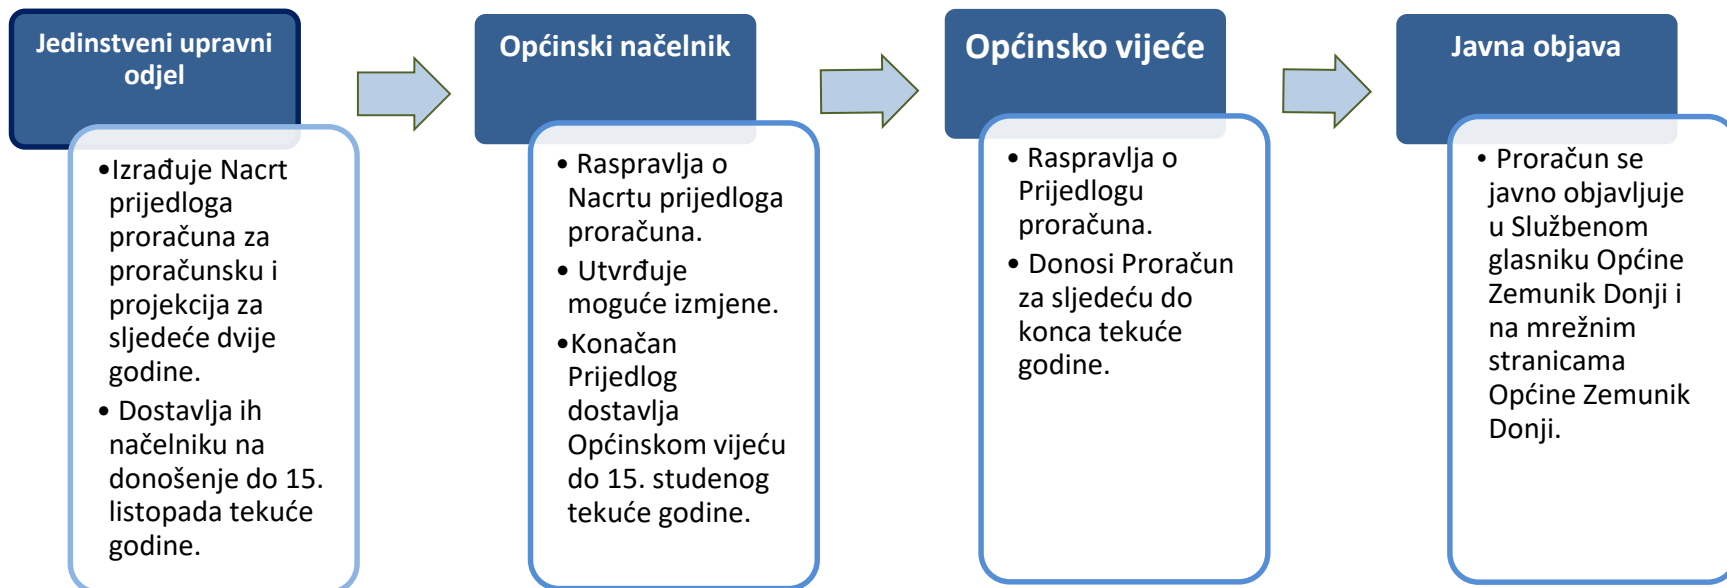 Jedinstveni upravni
odjel
•Izrađuje Nacrt
prijedloga
proračuna za
proračunsku i
projekcija za
sljedeće dvije
godine.
• Dostavlja ih
načelniku na
donošenje do 15.
listopada tekuće
godine.
Općinski načelnik
• Raspravlja o
Nacrtu prijedloga
proračuna.
• Utvrđuje
moguće izmjene.
•Konačan
Prijedlog
dostavlja
Općinskom vijeću
do 15. studenog
tekuće godine.
Općinsko vijeće
• Raspravlja o
Prijedlogu
proračuna.
• Donosi Proračun
za sljedeću do
konca tekuće
godine.
Javna objava
• Proračun se
javno objavljuje
u Službenom
glasniku Općine
Zemunik Donji i
na mrežnim
stranicama
Općine Zemunik
Donji.